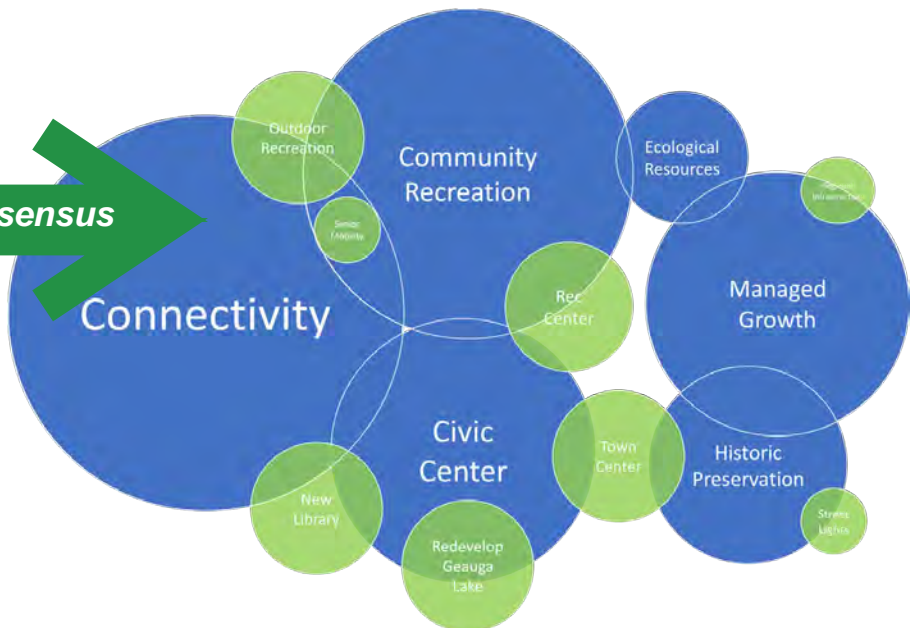 Outdoor
Recreation
Community
Recreation
Ecological
Resources
sensus
Senior
Mobility
Connectivity
Rec
Center
Managed
Growth
Civic
Center
Town
Center
Historic
Preservation
New
Library
Street
Lights
Redevelop
Geauga
Lake